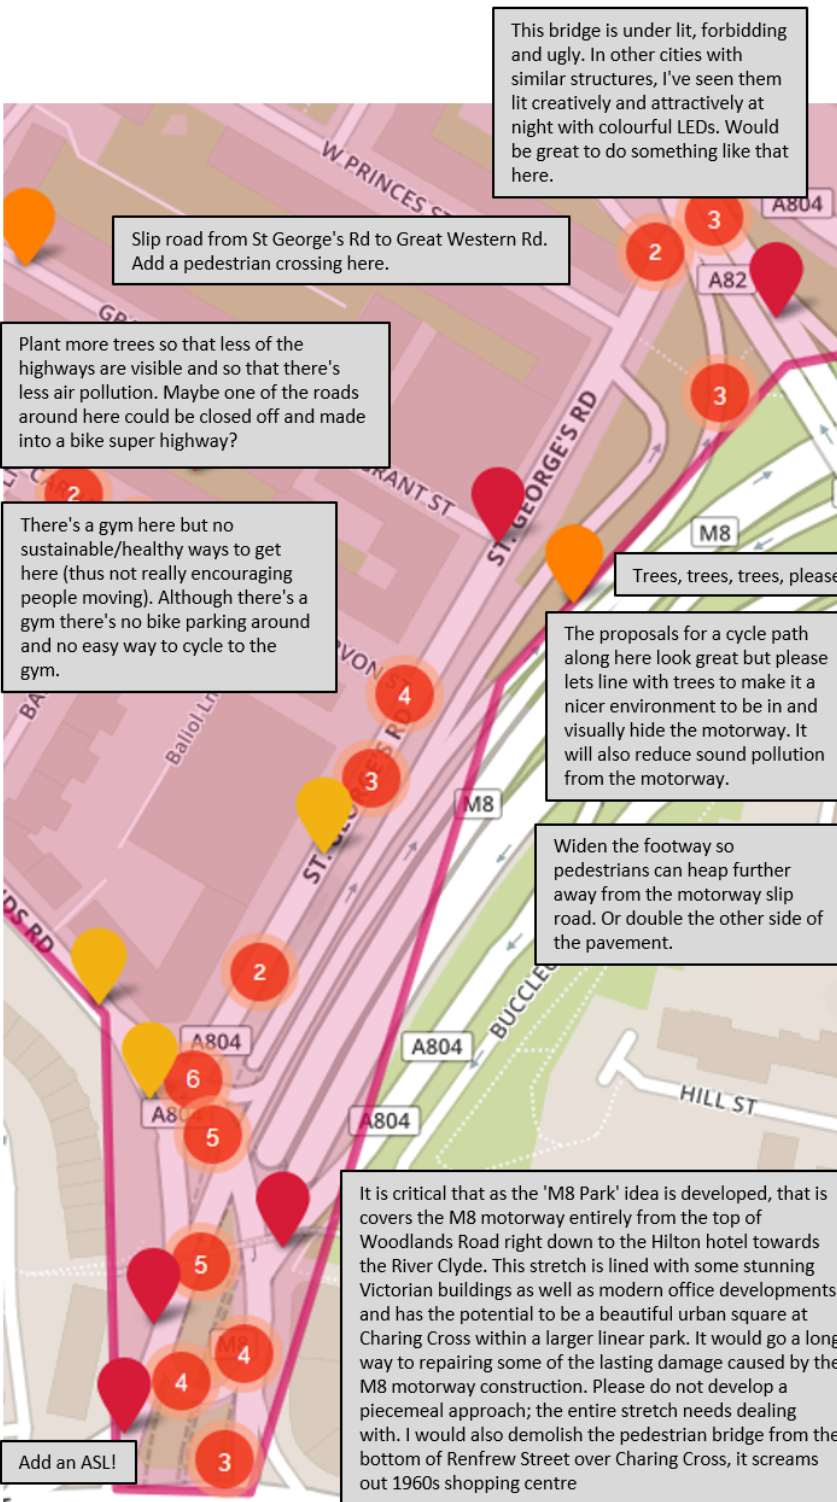 This bridge is under lit, forbidding
and ugly. In other cities with
similar structures, I've seen them
lit creatively and attractively at
night with colourful LEDs. Would
be great to do something like that
here.
W PRINCES
A804
3
2
A82
Slip road from St George's Rd to Great Western Rd.
Add a pedestrian crossing here.
Plant more trees so that less of the
highways are visible and so that there's
less air pollution. Maybe one of the roads
around here could be closed off and made
into a bike super highway?
3
GRANT ST
ST. GEORGE'S RD
2
M8
There's a gym here but no
sustainable/healthy ways to get
here (thus not really encouraging
people moving). Although there's a
gym there's no bike parking around
and no easy way to cycle to the
gym.
Trees, trees, trees, please
The proposals for a cycle path
along here look great but please
lets line with trees to make it a
nicer environment to be in and
visually hide the motorway. It
will also reduce sound pollution
from the motorway.
4
Baliol Ln
3
M8
Widen the footway so
pedestrians can heap further
away from the motorway slip
road. Or double the other side of
the pavement.
DS RD
2
A804
A804
6
HILL ST
5
A804
It is critical that as the 'M8 Park' idea is developed, that is
covers the M8 motorway entirely from the top of
Woodlands Road right down to the Hilton hotel towards
the River Clyde. This stretch is lined with some stunning
Victorian buildings as well as modern office developments
and has the potential to be a beautiful urban square at
Charing Cross within a larger linear park. It would go a long
way to repairing some of the lasting damage caused by the
M8 motorway construction. Please do not develop a
piecemeal approach; the entire stretch needs dealing
with. I would also demolish the pedestrian bridge from the
bottom of Renfrew Street over Charing Cross, it screams
out 1960s shopping centre
5
M8
4
4
Add an ASL!
3